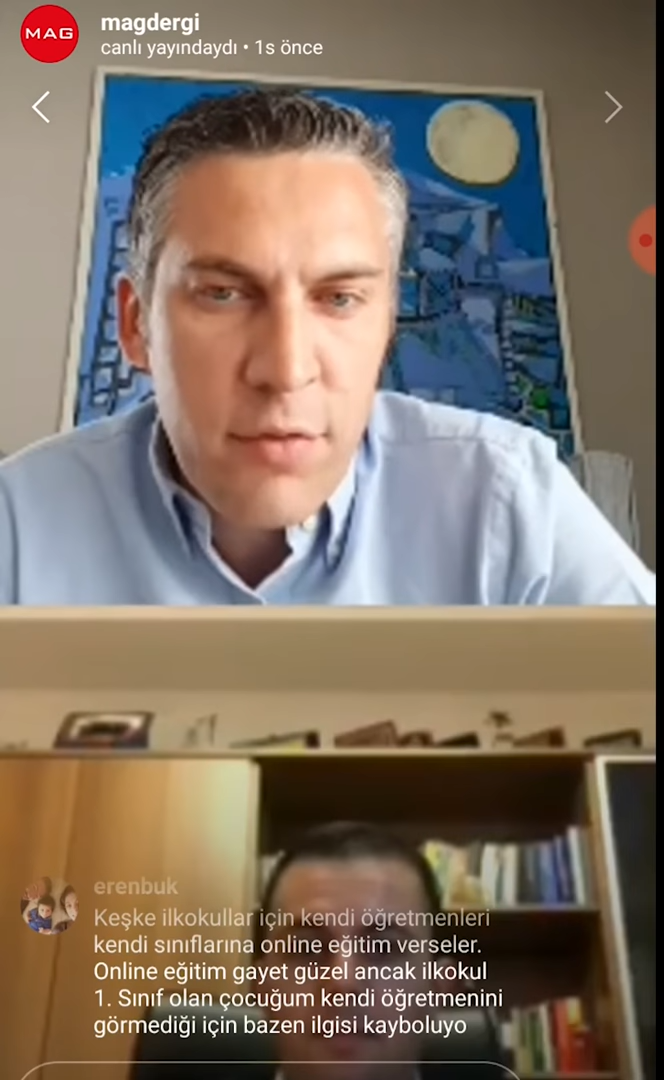 MAG
magdergi
canlı yayındaydı • 1s önce
erenbuk
Keşke ilkokullar için kendi öğretmenleri
kendi sınıflarına online eğitim verseler.
Online eğitim gayet güzel ancak ilkokul
1. Sınıf olan çocuğum kendi öğretmenini
görmediği için bazen ilgisi kayboluyo